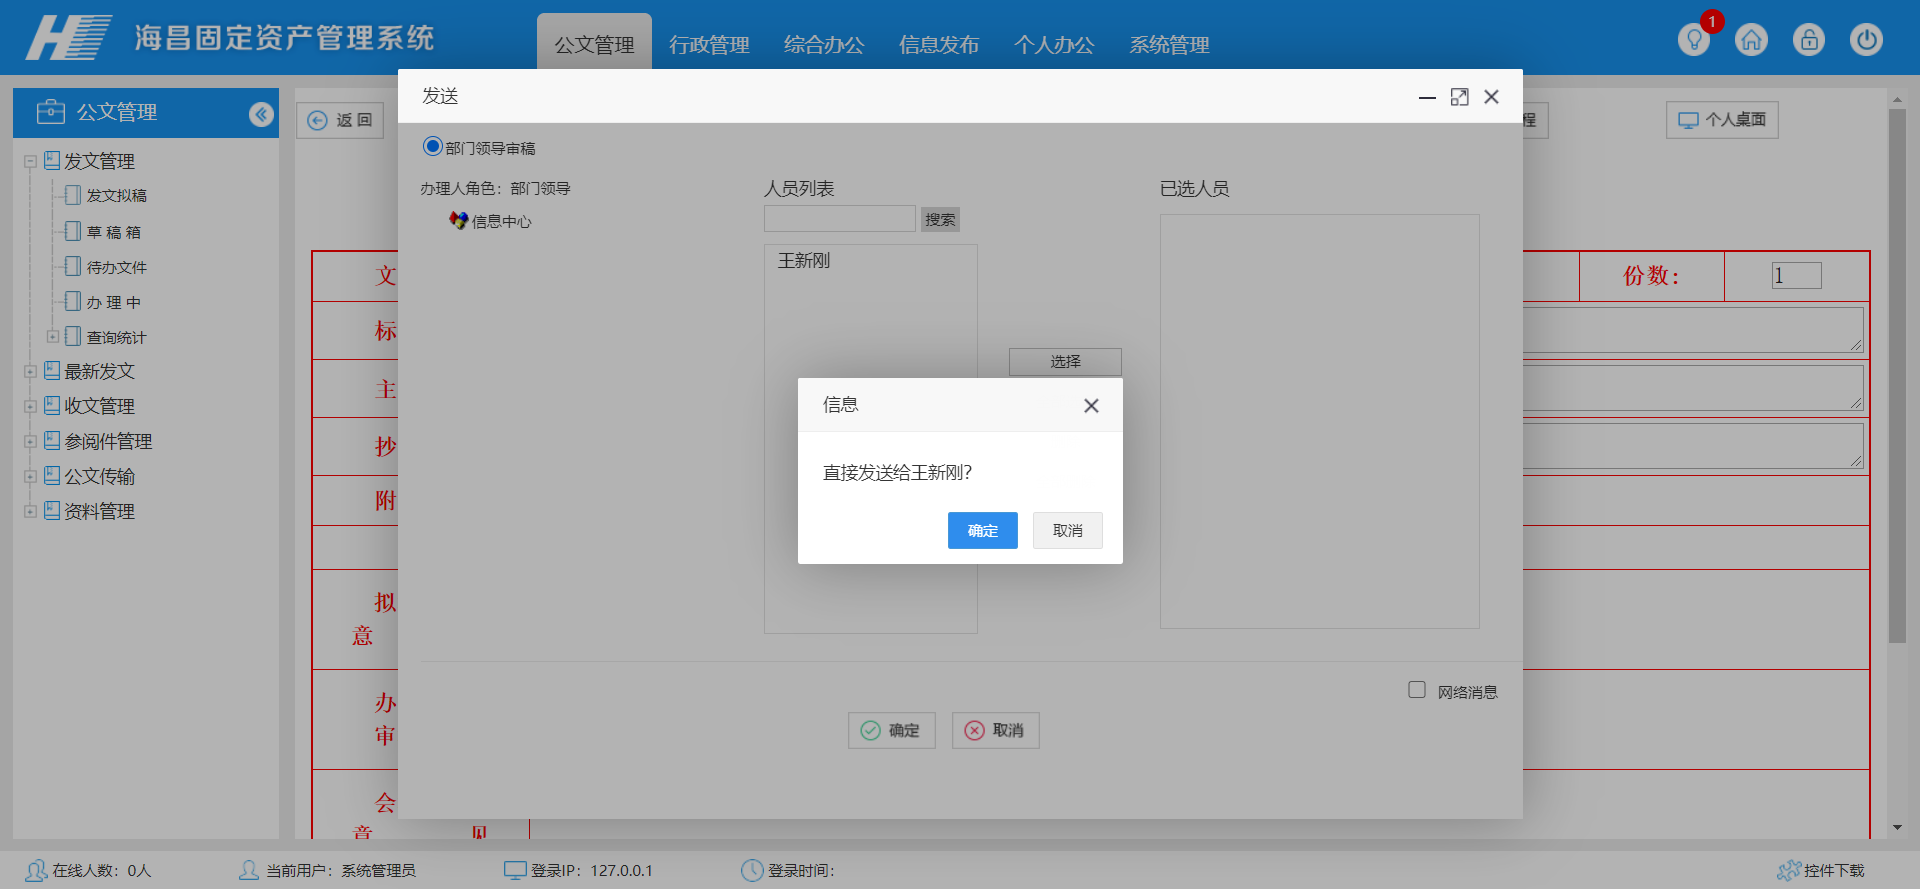 海昌固定资产管理系统
公文管理 行政管理 综合办公 信息发布 个人办公 系统管理
1
公文管理
返 回
程
个人桌面
发送
部门领导审稿
办理人角色：部门领导
信息中心
人员列表
搜索
王新刚
选择
已选人员
信息
直接发送给王新刚？
确定 取消
网络消息
确定 取消
发文管理
发文拟稿
草 稿 箱
待办文件
办 理 中
查询统计
最新发文
收文管理
参阅件管理
公文传输
资料管理
文
份数：
1
标
主
抄
附
拟
意
办
审
会
意 见
在线人数：0人
当前用户：系统管理员
登录IP：127.0.0.1
登录时间：
控件下载